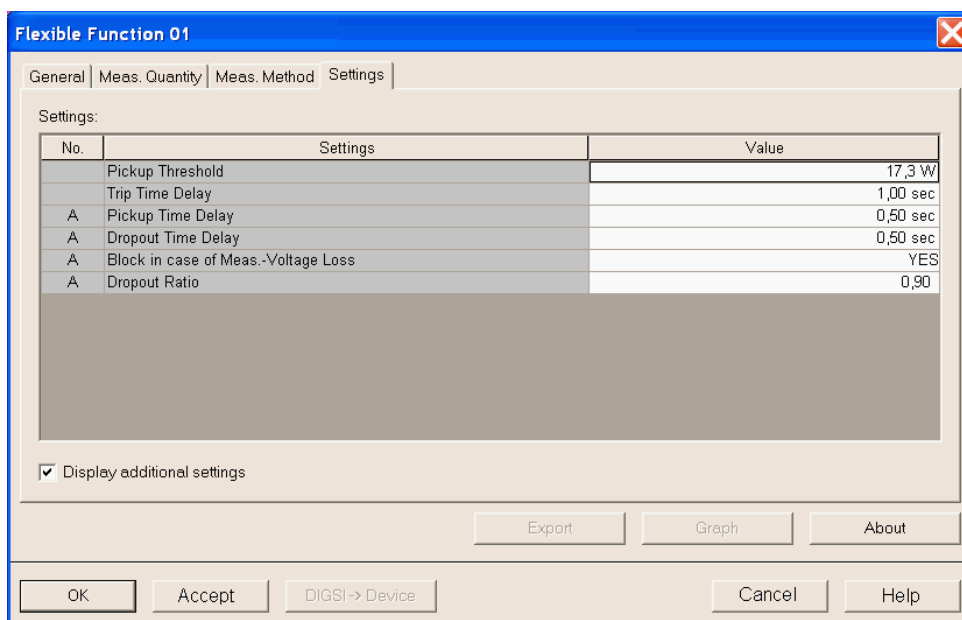 Flexible Function 01
General Meas. Quantity Meas. Method Settings
Settings:
No. Settings Value
Pickup Threshold 17,3 W
Trip Time Delay 1,00 sec
A Pickup Time Delay 0,50 sec
A Dropout Time Delay 0,50 sec
A Block in case of Meas.-Voltage Loss YES
A Dropout Ratio 0,90
Display additional settings
Export Graph About
OK Accept DIGSI -> Device Cancel Help